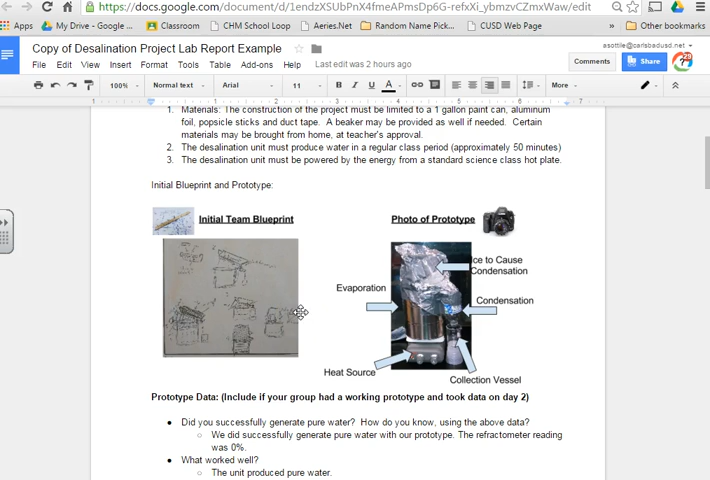 https://docs.google.com/document/d/1endzXSUbPnX4fmeAPmsDp6G-refxXi_ybmzvCZmxWaw/edit
Apps
My Drive - Google
Classroom
CHM School Loop
Aeries.Net
Random Name Pick...
CUSD Webpage
Other bookmarks
Copy of Desalination Project Lab Report Example
asottile@carlsbadusd.net
File Edit View Insert Format Tools Table Add-ons Help Last edit was 2 hours ago
Comments
Share
100% Normal text Arial 11 B I U A More
1. Materials: The construction of the project must be limited to a 1 gallon paint can, aluminum
foil, popsicle sticks and duct tape. A beaker may be provided as well if needed. Certain
materials may be brought from home, at teacher's approval.
2. The desalination unit must produce water in a regular class period (approximately 50 minutes)
3. The desalination unit must be powered by the energy from a standard science class hot plate.
Initial Blueprint and Prototype:
Initial Team Blueprint
Photo of Prototype
Ice to Cause
Condensation
Evaporation
Condensation
Heat Source
Collection Vessel
Prototype Data: (Include if your group had a working prototype and took data on day 2)
● Did you successfully generate pure water? How do you know, using the above data?
○ We did successfully generate pure water with our prototype. The refractometer reading
was 0%.
● What worked well?
○ The unit produced pure water.